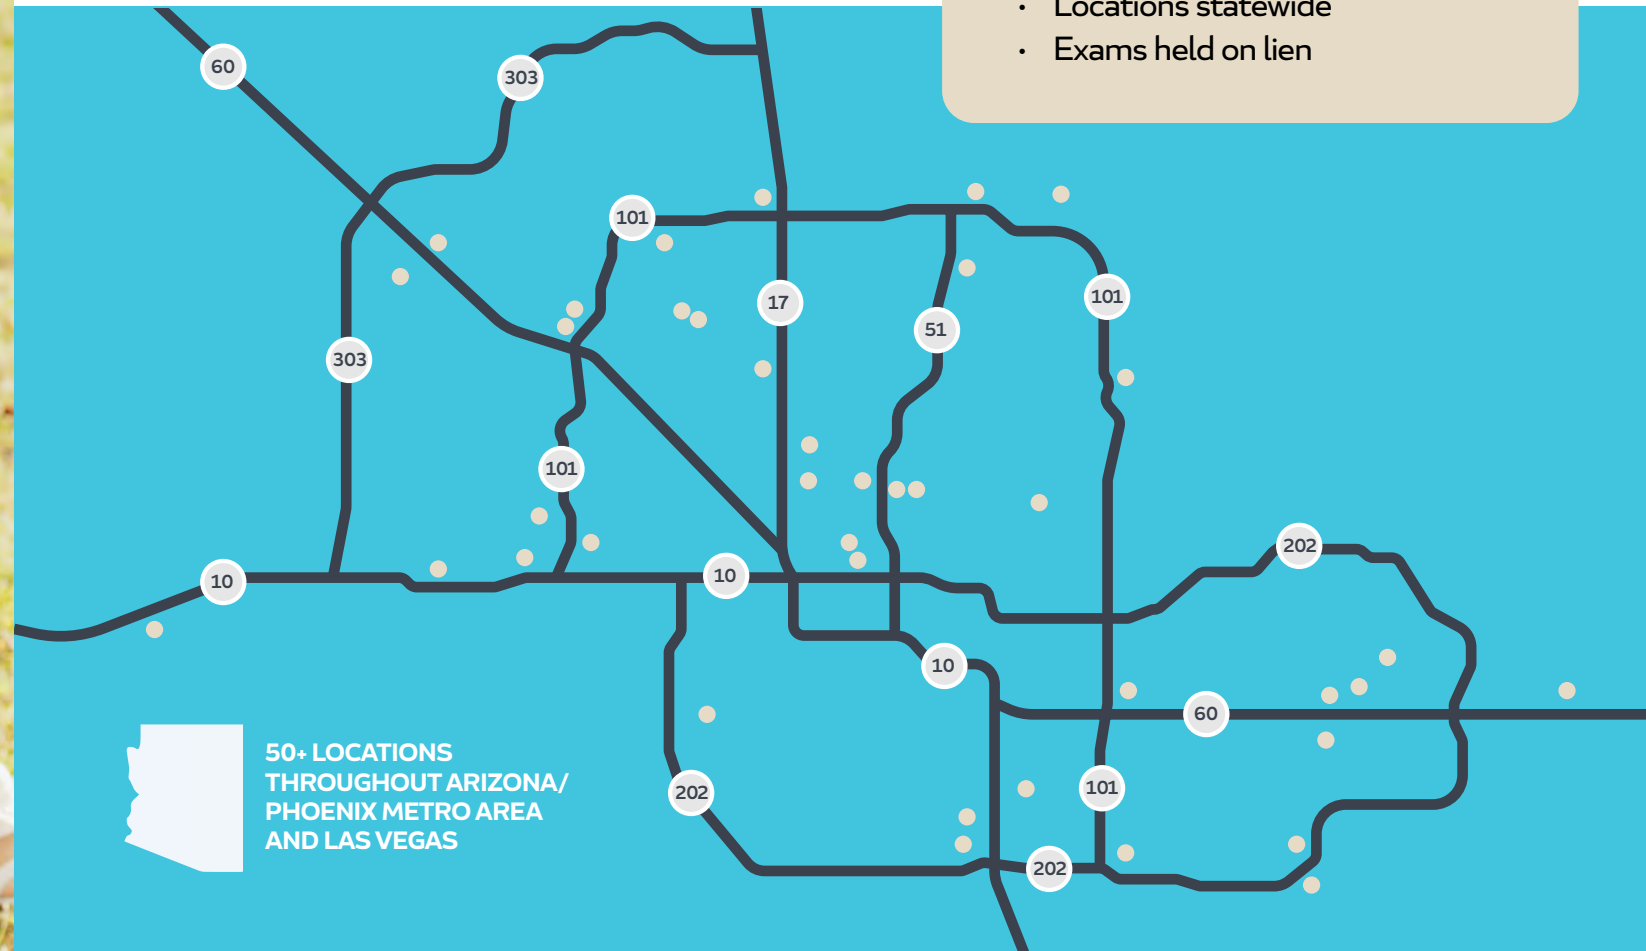 · Locations statewide
· Exams held on lien
60
303
101
17
51
101
303
101
202
10
10
10
60
50+ LOCATIONS
THROUGHOUT ARIZONA/
PHOENIX METRO AREA
AND LAS VEGAS
202
101
202